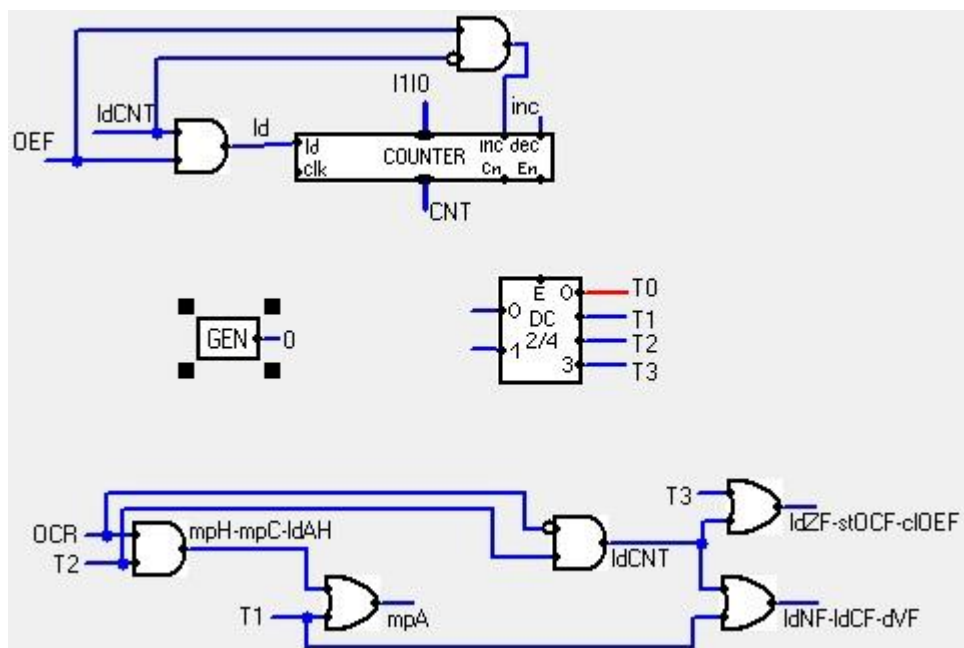 I1I0
inc
ldCNT
ld
OEF
ld
inc dec
COUNTER
clk
Cn En
CNT
E
0
T0
0
DC
T1
GEN
0
2/4
T2
1
3
T3
T3
OCR
mpH-mpC-ldAH
ldZF-stOCF-clOEF
T2
ldCNT
T1
mpA
ldNF-ldCF-dVF